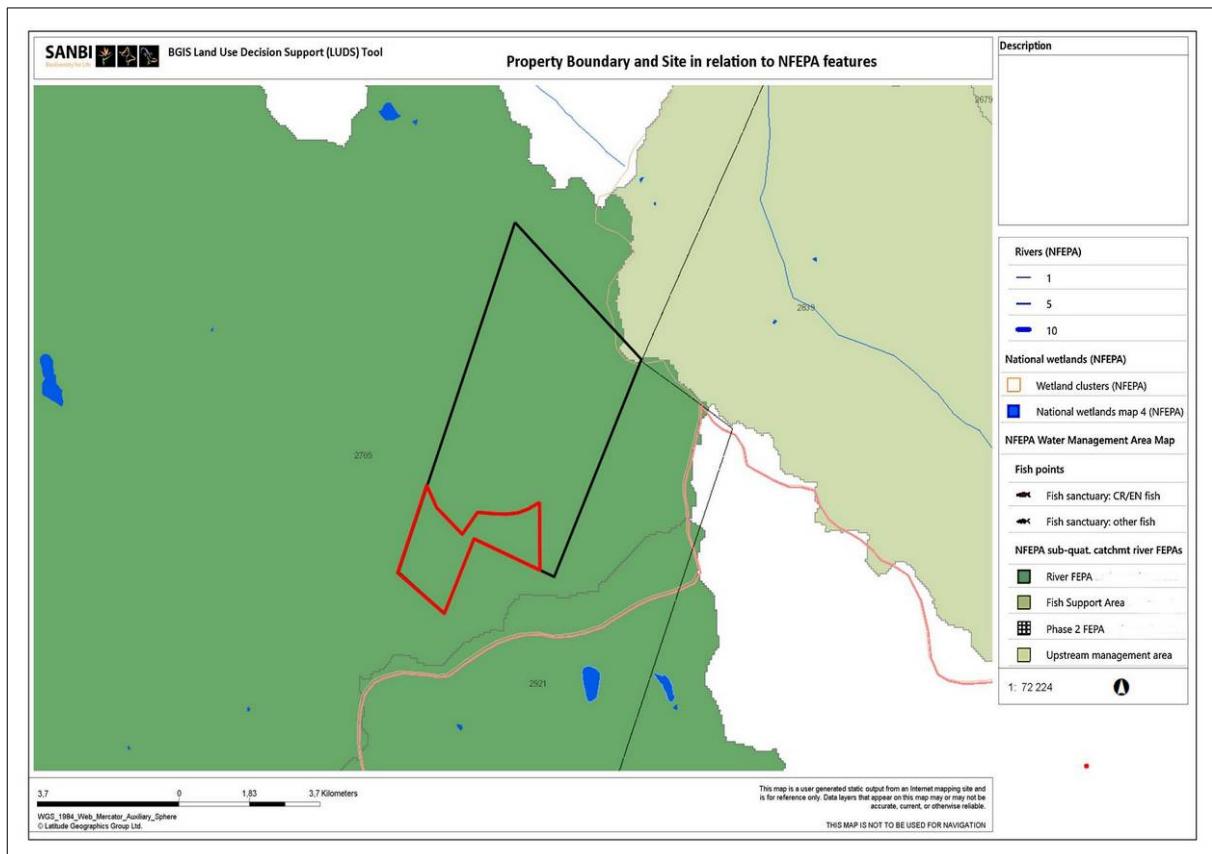 SANBI
Biodiversity for Life
BGIS Land Use Decision Support (LUDS) Tool
Property Boundary and Site in relation to NFEPA features
2679
2839
2705
2921
Description
Rivers (NFEPA)
1
5
10
National wetlands (NFEPA)
Wetland clusters (NFEPA)
National wetlands map 4 (NFEPA)
NFEPA Water Management Area Map
Fish points
Fish sanctuary: CR/EN fish
Fish sanctuary: other fish
NFEPA sub-quat. catchmt river FEPAs
River FEPA
Fish Support Area
Phase 2 FEPA
Upstream management area
1: 72 224
3,7 0 1,83 3,7 Kilometers
WGS_1984_Web_Mercator_Auxiliary_Sphere
© Latitude Geographics Group Ltd.
This map is a user generated static output from an Internet mapping site and
is for reference only. Data layers that appear on this map may or may not be
accurate, current, or otherwise reliable.
THIS MAP IS NOT TO BE USED FOR NAVIGATION